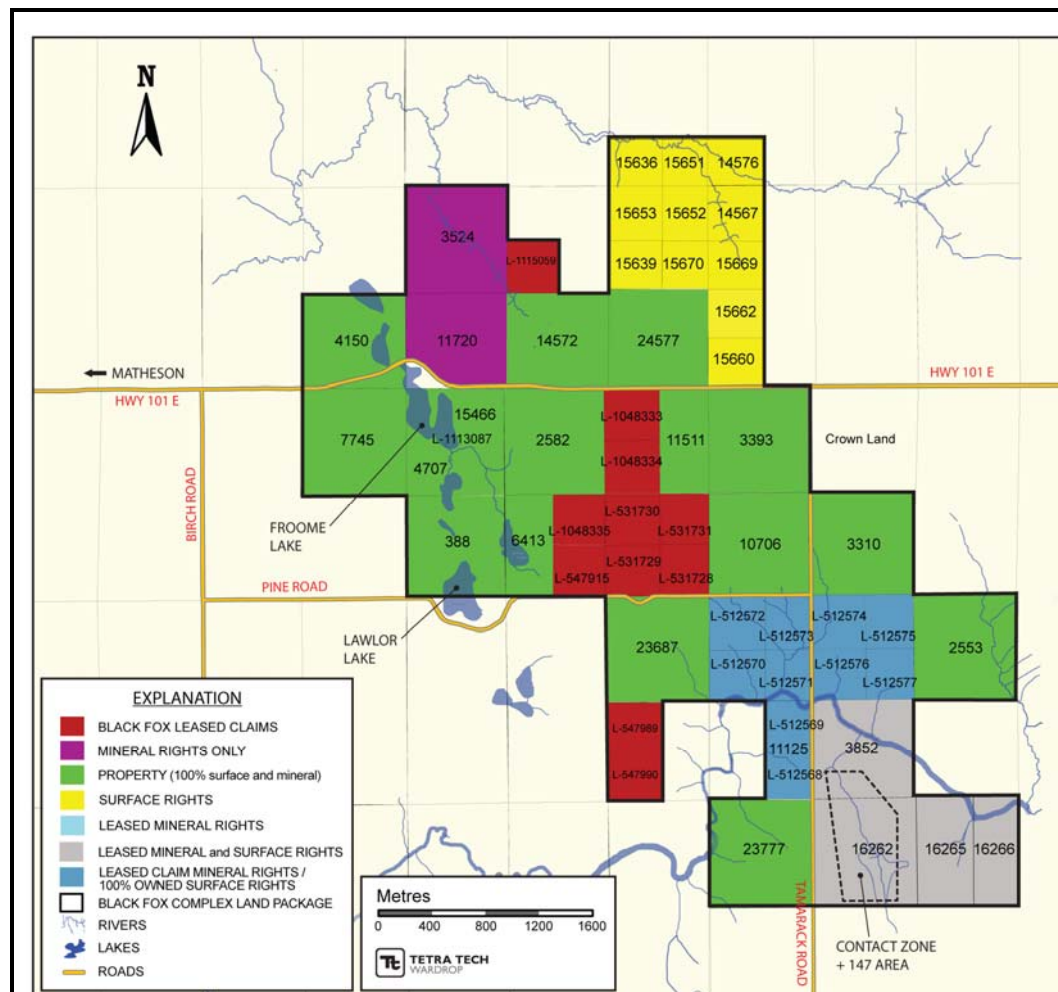 N
15636 15651 14576
15653 15652 14567
3524
L-1115059
15639 15670 15669
15662
4150 11720 14572 24577
15660
MATHESON
HWY 101 E
HWY 101 E
15466 L-1048333
7745 L-1113087 2582 11511 3393 Crown Land
4707 L-1048334
BIRCH ROAD
L-531730
L-1048335 L-531731
FROOME
LAKE
388 6413 10706 3310
L-531729
L-547915 L-531728
PINE ROAD
LAWLOR
LAKE
L-512572 L-512574
L-512573 L-512575
23687 2553
L-512570 L-512576
L-512571 L-512577
L-547989 L-512569
11125 3852
L-547990 L-512568
23777 16262 16265 16266
TAMARACK ROAD
CONTACT ZONE
+ 147 AREA
EXPLANATION
BLACK FOX LEASED CLAIMS
MINERAL RIGHTS ONLY
PROPERTY (100% surface and mineral)
SURFACE RIGHTS
LEASED MINERAL RIGHTS
LEASED MINERAL and SURFACE RIGHTS
LEASED CLAIM MINERAL RIGHTS /
100% OWNED SURFACE RIGHTS
BLACK FOX COMPLEX LAND PACKAGE
RIVERS
LAKES
ROADS
Metres
0 400 800 1200 1600
Tt TETRA TECH
WARDROP